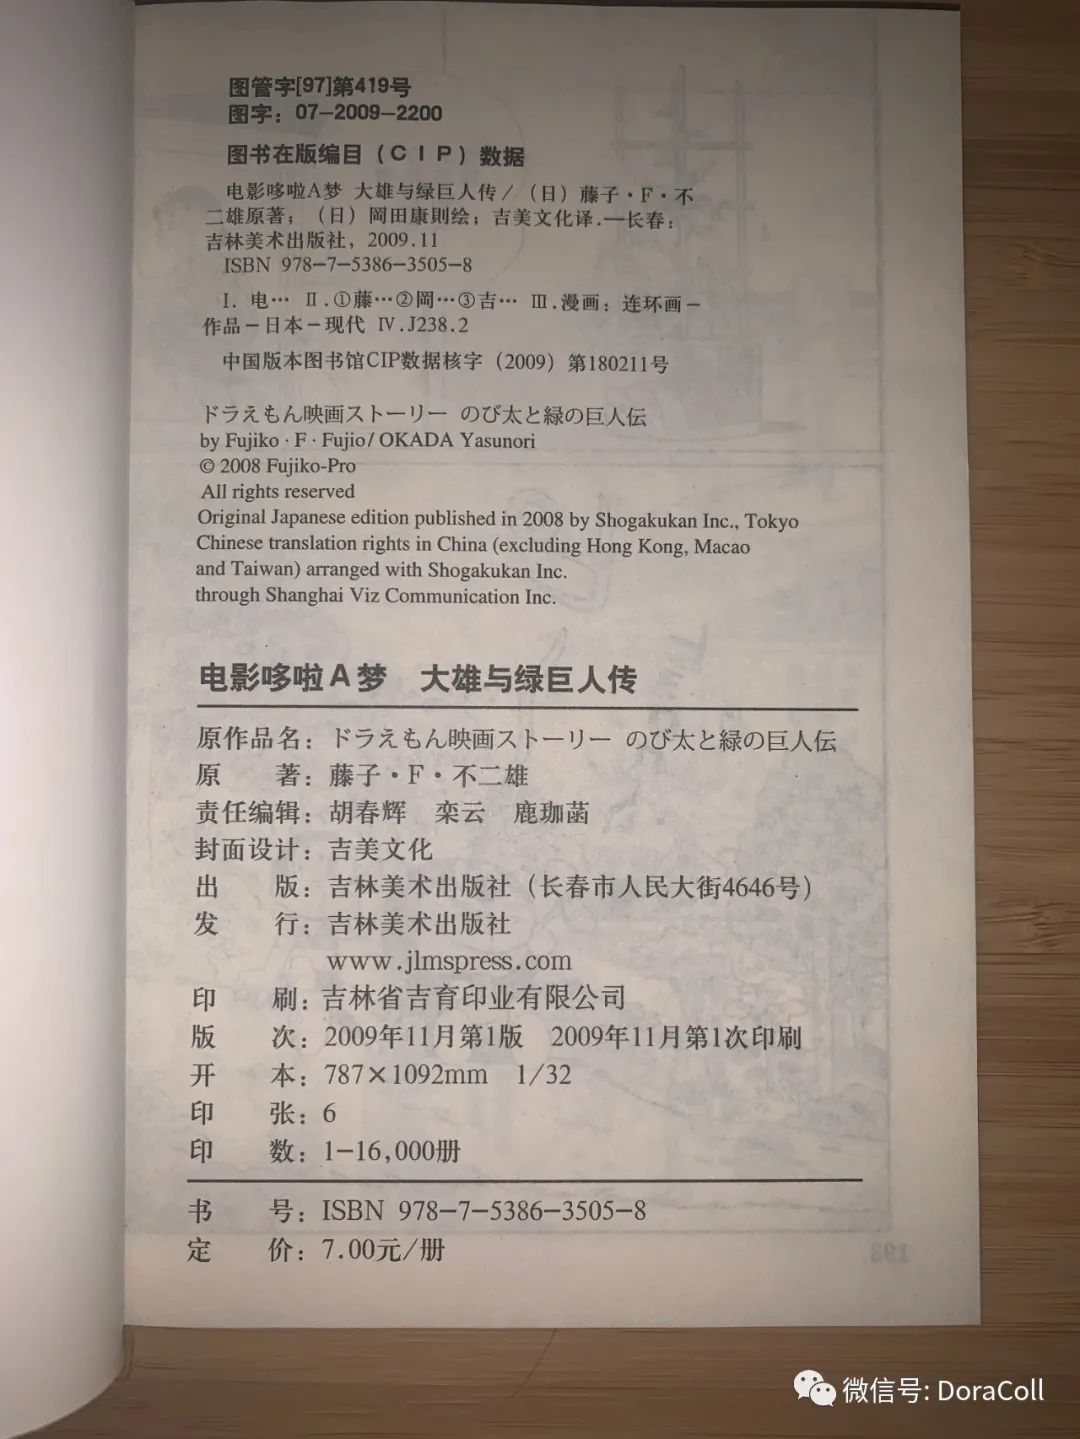 图管字[97]第419号
图字：07-2009-2200
图书在版编目（CIP）数据
电影哆啦A梦 大雄与绿巨人传／（日）藤子·F·不
二雄原著；（日）岡田康則绘；吉美文化译.—长春：
吉林美术出版社，2009.11
ISBN 978-7-5386-3505-8
Ⅰ. 电… Ⅱ.①藤…②岡…③吉… Ⅲ.漫画：连环画-
作品-日本-现代 Ⅳ.J238.2
中国版本图书馆CIP数据核字（2009）第180211号
ドラえもん映画ストーリー のび太と緑の巨人伝
by Fujiko · F · Fujio/ OKADA Yasunori
© 2008 Fujiko-Pro
All rights reserved
Original Japanese edition published in 2008 by Shogakukan Inc., Tokyo
Chinese translation rights in China (excluding Hong Kong, Macao
and Taiwan) arranged with Shogakukan Inc.
through Shanghai Viz Communication Inc.
电影哆啦A梦 大雄与绿巨人传
原作品名：ドラえもん映画ストーリー のび太と緑の巨人伝
原 著：藤子·F·不二雄
责任编辑：胡春辉 栾云 鹿珈菡
封面设计：吉美文化
出 版：吉林美术出版社（长春市人民大街4646号）
发 行：吉林美术出版社
www.jlmspress.com
印 刷：吉林省吉育印业有限公司
版 次：2009年11月第1版 2009年11月第1次印刷
开 本：787×1092mm 1/32
印 张：6
印 数：1-16,000册
书 号：ISBN 978-7-5386-3505-8
定 价：7.00元/册
微信号: DoraColl